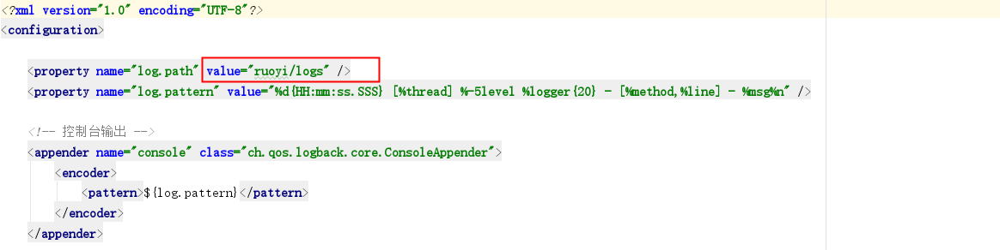 <?xml version="1.0" encoding="UTF-8"?>
<configuration>
<property name="log.path" value="ruoyi/logs" />
<property name="log.pattern" value="%d{HH:mm:ss.SSS} [%thread] %-5level %logger{20} - [%method,%line] - %msg%n" />
<!-- 控制台输出 -->
<appender name="console" class="ch.qos.logback.core.ConsoleAppender">
<encoder>
<pattern>${log.pattern}</pattern>
</encoder>
</appender>